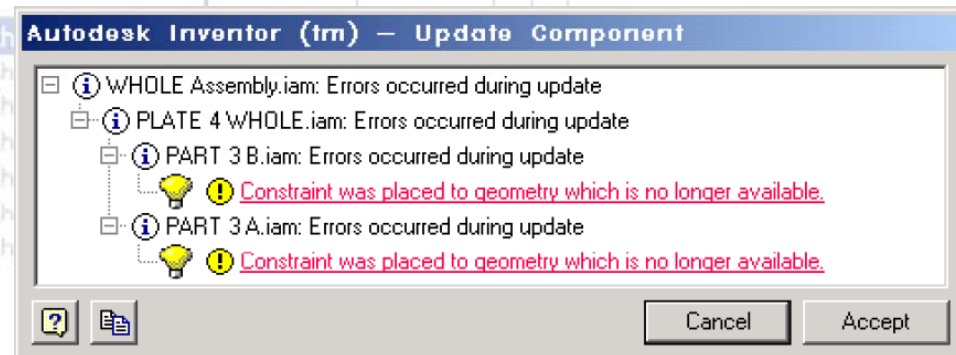 Autodesk Inventor (tm) – Update Component
WHOLE Assembly.iam: Errors occurred during update
PLATE 4 WHOLE.iam: Errors occurred during update
PART 3 B.iam: Errors occurred during update
Constraint was placed to geometry which is no longer available.
PART 3 A.iam: Errors occurred during update
Constraint was placed to geometry which is no longer available.
Cancel Accept